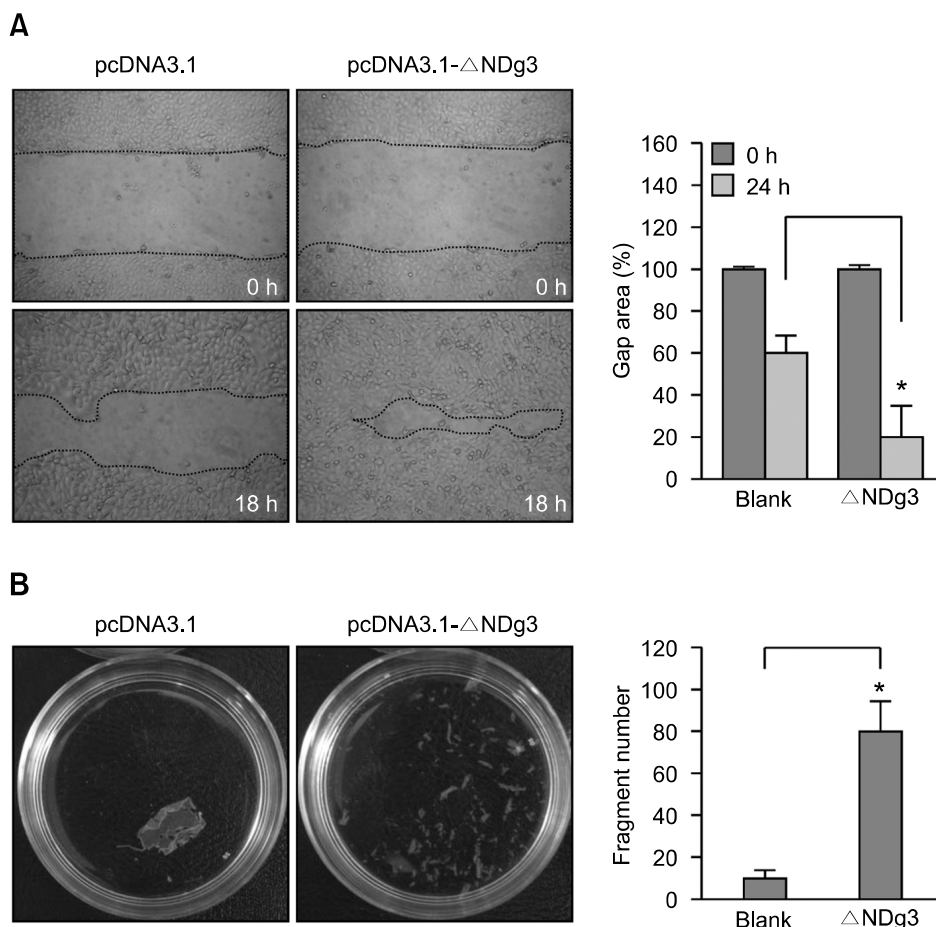 A
pcDNA3.1
pcDNA3.1-△NDg3
0 h
0 h
18 h
18 h
Gap area (%)
160
140
120
100
80
60
40
20
0
0 h
24 h
*
Blank
△NDg3
B
pcDNA3.1
pcDNA3.1-△NDg3
Fragment number
120
100
80
60
40
20
10
0
*
Blank
△NDg3